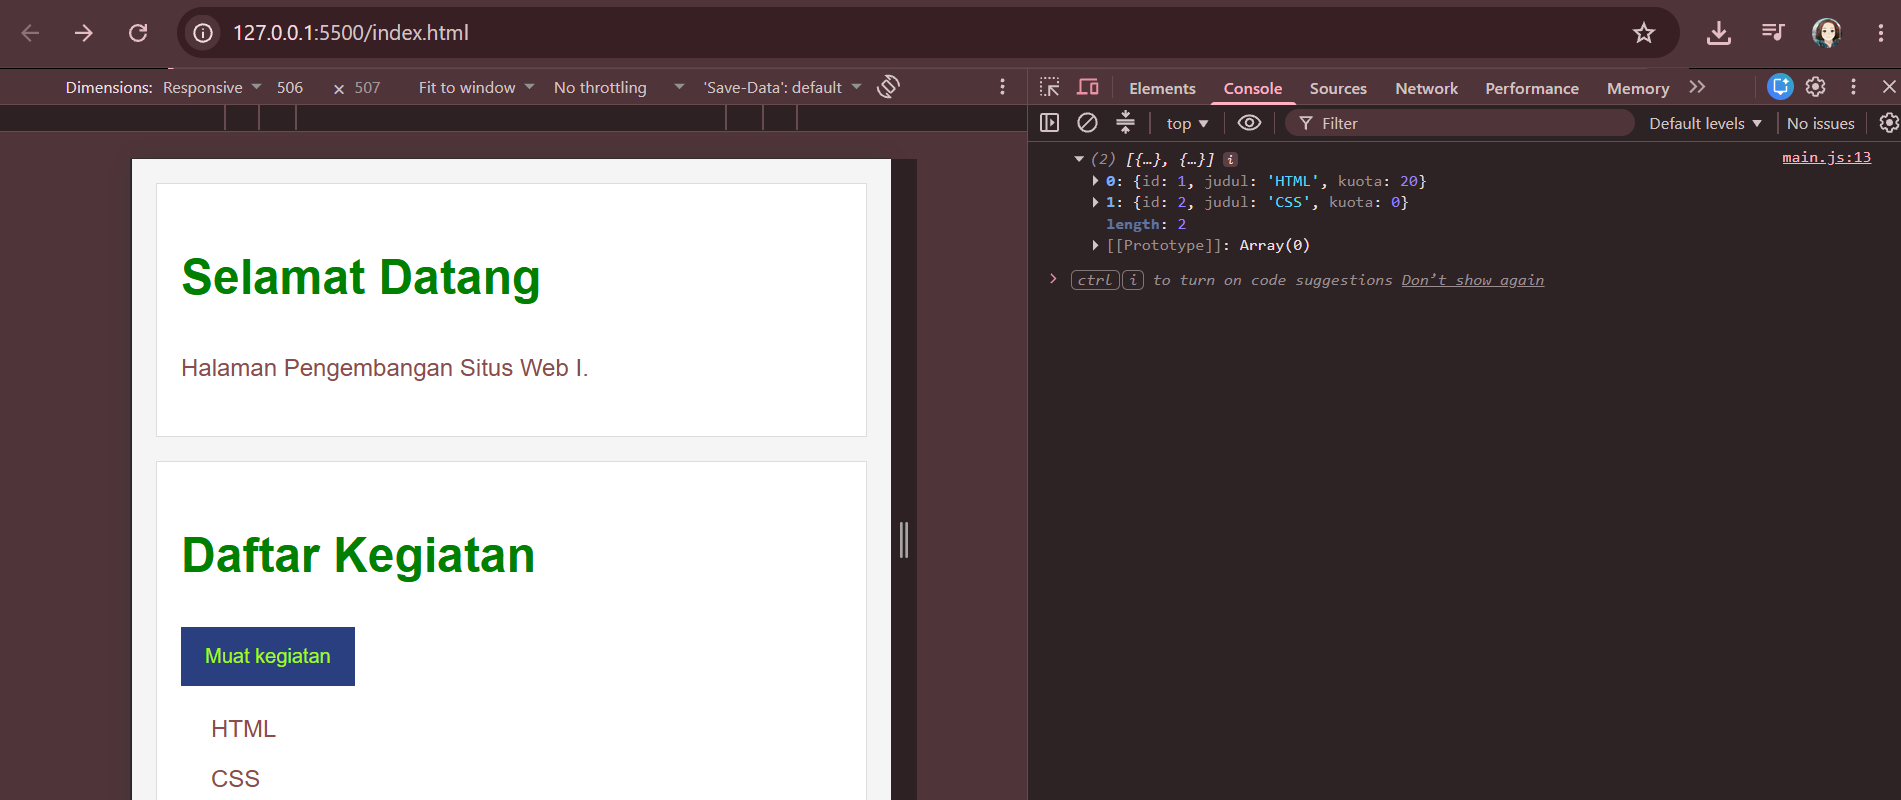 127.0.0.1:5500/index.html
Dimensions: Responsive 506 × 507 Fit to window No throttling 'Save-Data': default
Elements Console Sources Network Performance Memory
top Filter Default levels No issues
(2) [{…}, {…}] i main.js:13
0: {id: 1, judul: 'HTML', kuota: 20}
1: {id: 2, judul: 'CSS', kuota: 0}
length: 2
[[Prototype]]: Array(0)
ctrl i to turn on code suggestions Don’t show again
Selamat Datang
Halaman Pengembangan Situs Web I.
Daftar Kegiatan
Muat kegiatan
HTML
CSS